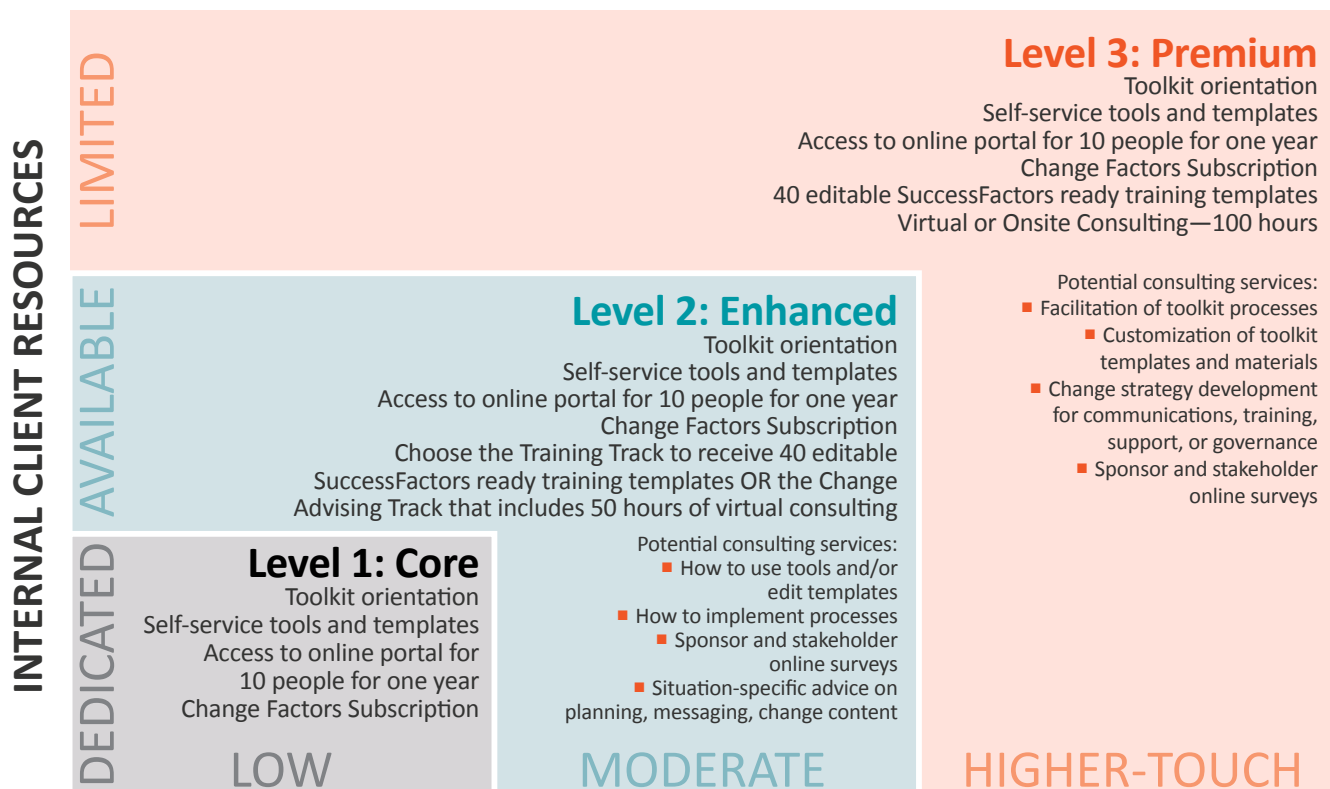 INTERNAL CLIENT RESOURCES
LIMITED
Level 3: Premium
Toolkit orientation
Self-service tools and templates
Access to online portal for 10 people for one year
Change Factors Subscription
40 editable SuccessFactors ready training templates
Virtual or Onsite Consulting—100 hours
Potential consulting services:
■ Facilitation of toolkit processes
■ Customization of toolkit
templates and materials
■ Change strategy development
for communications, training,
support, or governance
■ Sponsor and stakeholder
online surveys
AVAILABLE
Level 2: Enhanced
Toolkit orientation
Self-service tools and templates
Access to online portal for 10 people for one year
Change Factors Subscription
Choose the Training Track to receive 40 editable
SuccessFactors ready training templates OR the Change
Advising Track that includes 50 hours of virtual consulting
Potential consulting services:
■ How to use tools and/or
edit templates
■ How to implement processes
■ Sponsor and stakeholder
online surveys
■ Situation-specific advice on
planning, messaging, change content
DEDICATED
Level 1: Core
Toolkit orientation
Self-service tools and templates
Access to online portal for
10 people for one year
Change Factors Subscription
LOW
MODERATE
HIGHER-TOUCH